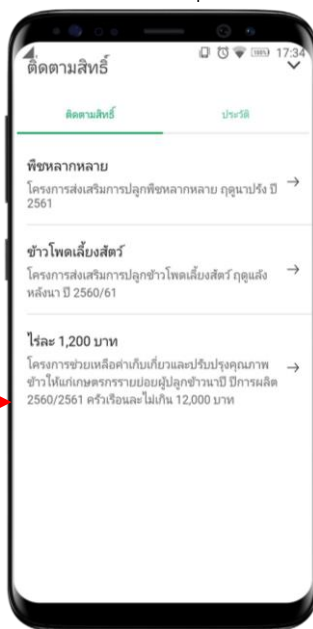 17:34
ติดตามสิทธิ์
ติดตามสิทธิ์ ประวัติ
พืชหลากหลาย
โครงการส่งเสริมการปลูกพืชหลากหลาย ฤดูนาปรัง ปี
2561
ข้าวโพดเลี้ยงสัตว์
โครงการส่งเสริมการปลูกข้าวโพดเลี้ยงสัตว์ ฤดูแล้ง
หลังนา ปี 2560/61
ไร่ละ 1,200 บาท
โครงการช่วยเหลือค่าเก็บเกี่ยวและปรับปรุงคุณภาพ
ข้าวให้แก่เกษตรกรรายย่อยผู้ปลูกข้าวนาปี ปีการผลิต
2560/2561 ครัวเรือนละไม่เกิน 12,000 บาท